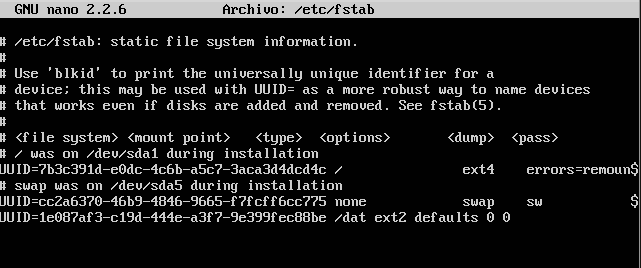 GNU nano 2.2.6 Archivo: /etc/fstab
# /etc/fstab: static file system information.
#
# Use 'blkid' to print the universally unique identifier for a
# device; this may be used with UUID= as a more robust way to name devices
# that works even if disks are added and removed. See fstab(5).
#
# <file system> <mount point>   <type>  <options>       <dump>  <pass>
# / was on /dev/sda1 during installation
UUID=7b3c391d-e0dc-4c6b-a5c7-3aca3d4dcd4c /               ext4    errors=remoun$
# swap was on /dev/sda5 during installation
UUID=cc2a6370-46b9-4846-9665-f7fcff6cc775 none            swap    sw           $
UUID=1e087af3-c19d-444e-a3f7-9e399fec88be /dat ext2 defaults 0 0